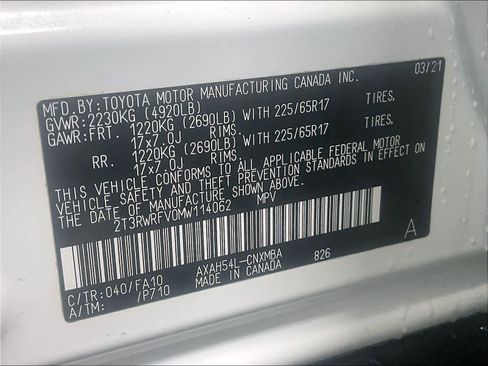 MFD.BY:TOYOTA MOTOR MANUFACTURING CANADA INC. 03/21
GVWR:2230KG (4920LB)
GAWR:FRT. 1220KG (2690LB) WITH 225/65R17 TIRES,
17x7.0J RIMS.
RR. 1220KG (2690LB) WITH 225/65R17 TIRES,
17x7.0J RIMS.
THIS VEHICLE CONFORMS TO ALL APPLICABLE FEDERAL MOTOR
VEHICLE SAFETY AND THEFT PREVENTION STANDARDS IN EFFECT ON
THE DATE OF MANUFACTURE SHOWN ABOVE.
2T3RWRFV0MW114062 MPV
C/TR:040/FA10 AXAH54L-CNXMBA 826 A
A/TM: /P710 MADE IN CANADA